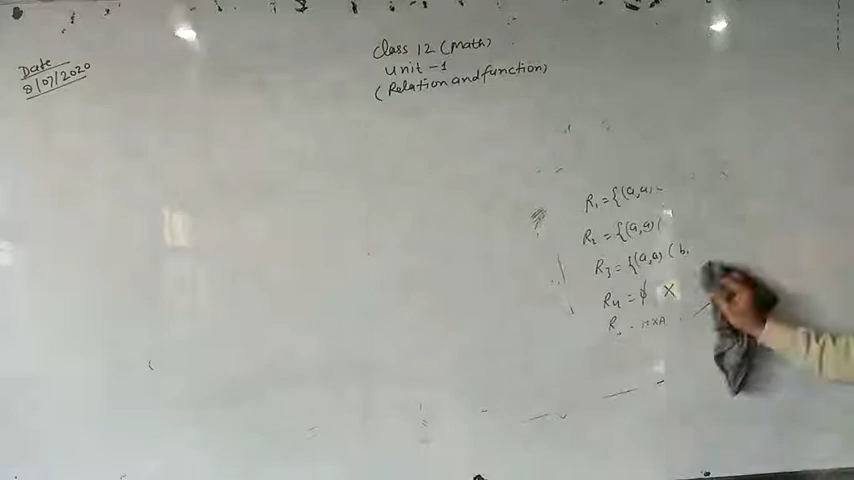 Date
8/07/2020
Class 12 (Math)
Unit -1
(Relation and function)
R₁ = {(a,a)
R₂ = {(a,a) (
R₃ = {(a,a) ( b,
R₄ = ϕ X